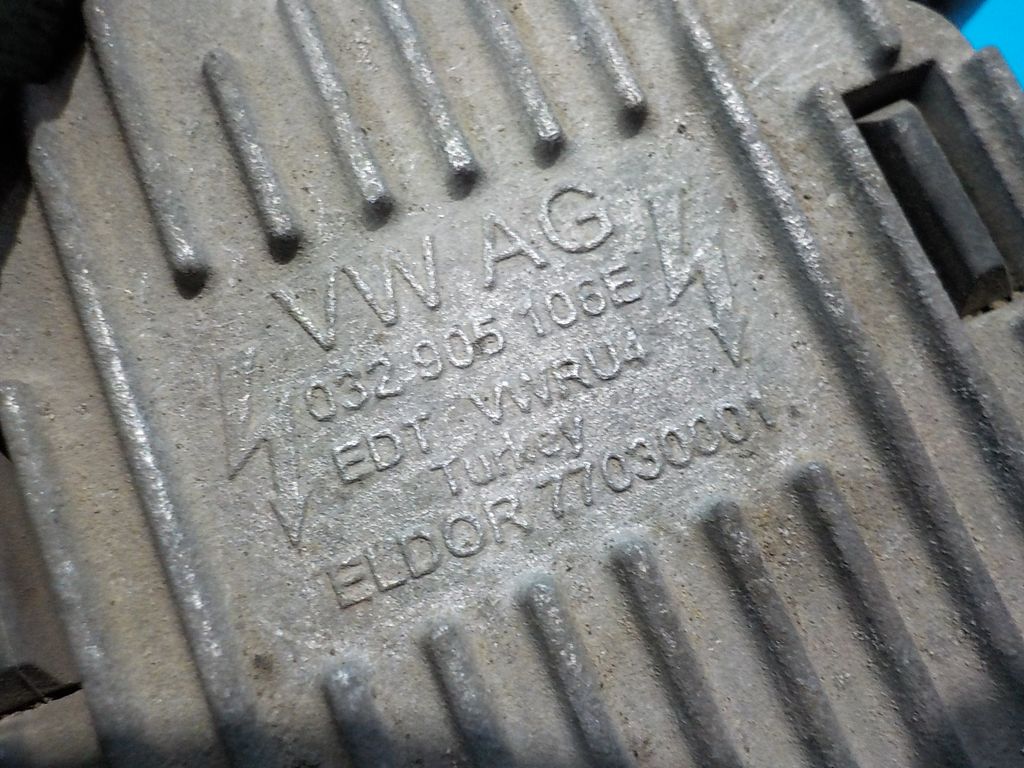 VW AG
032 905 106E
EDT VWRU4
Turkey
ELDOR 77030001